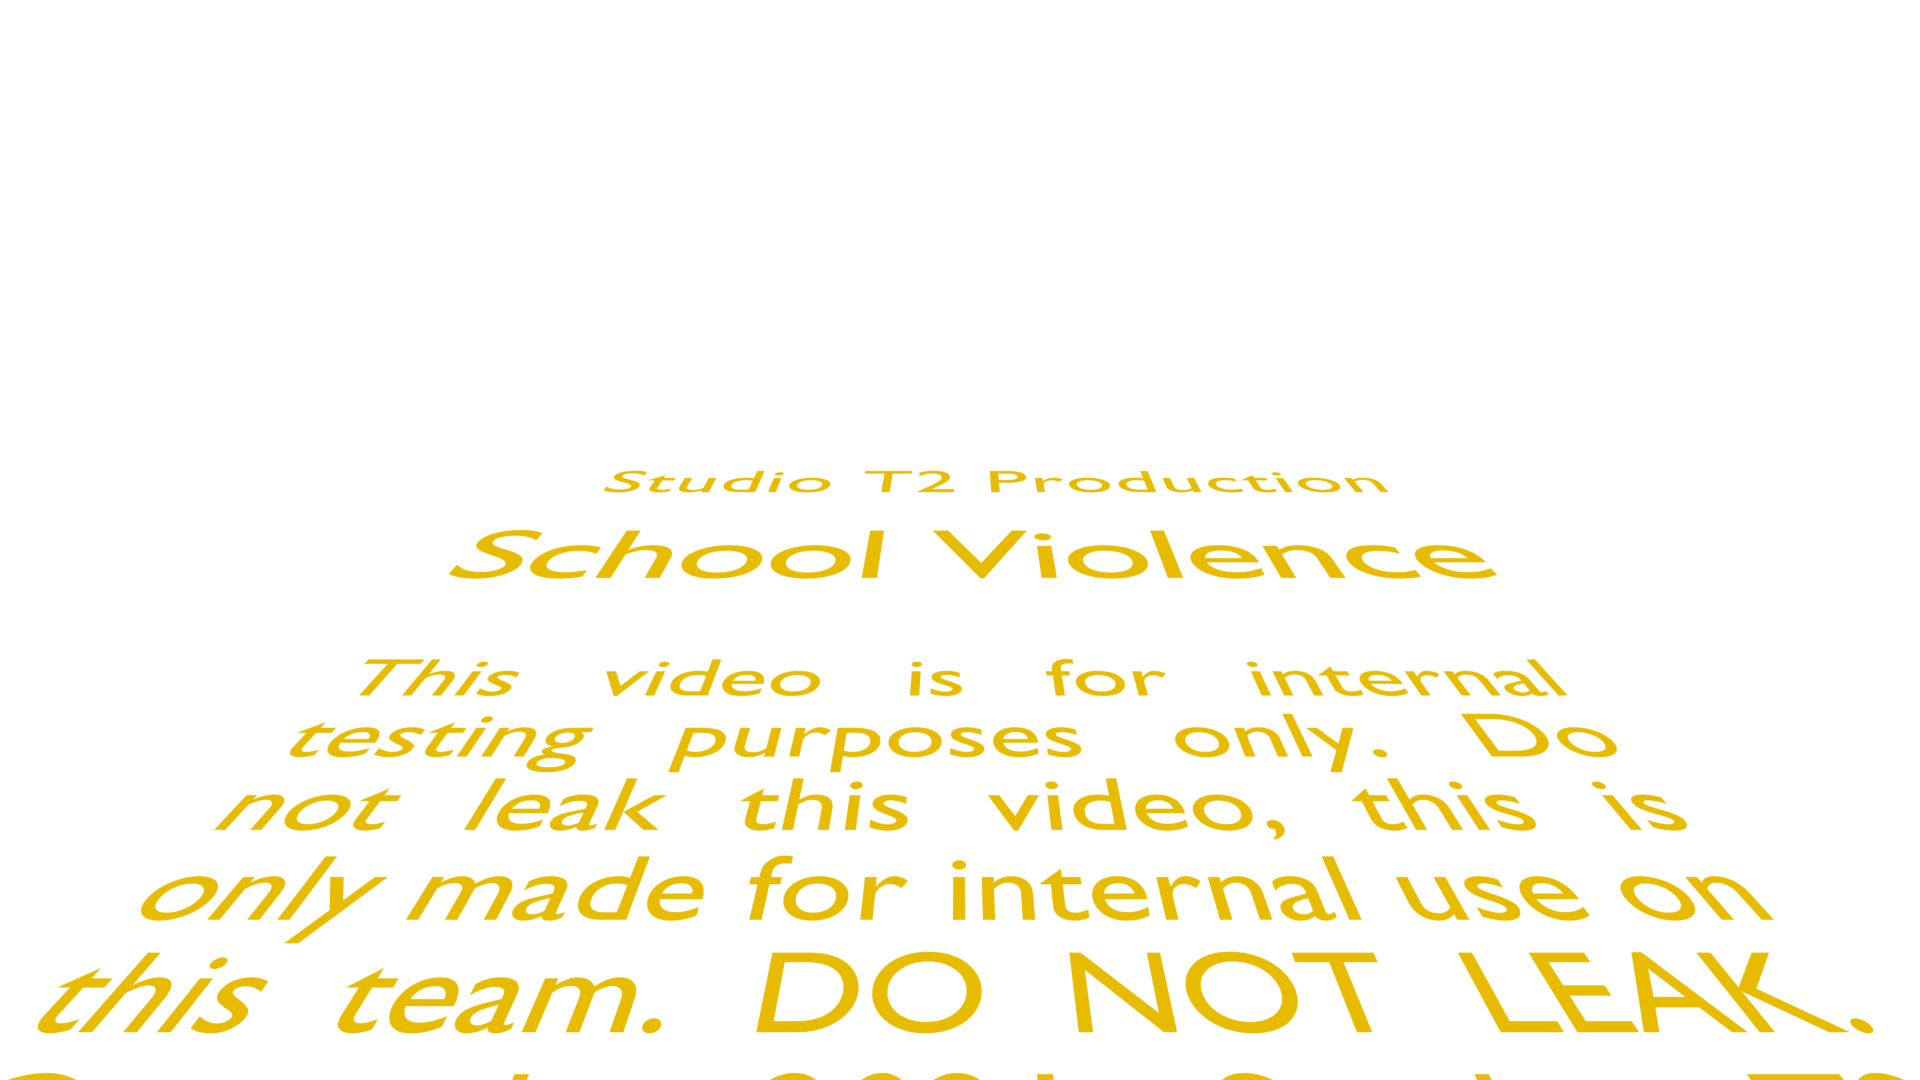 Studio T2 Production
School Violence
This video is for internal
testing purposes only. Do
not leak this video, this is
only made for internal use on
this team. DO NOT LEAK.